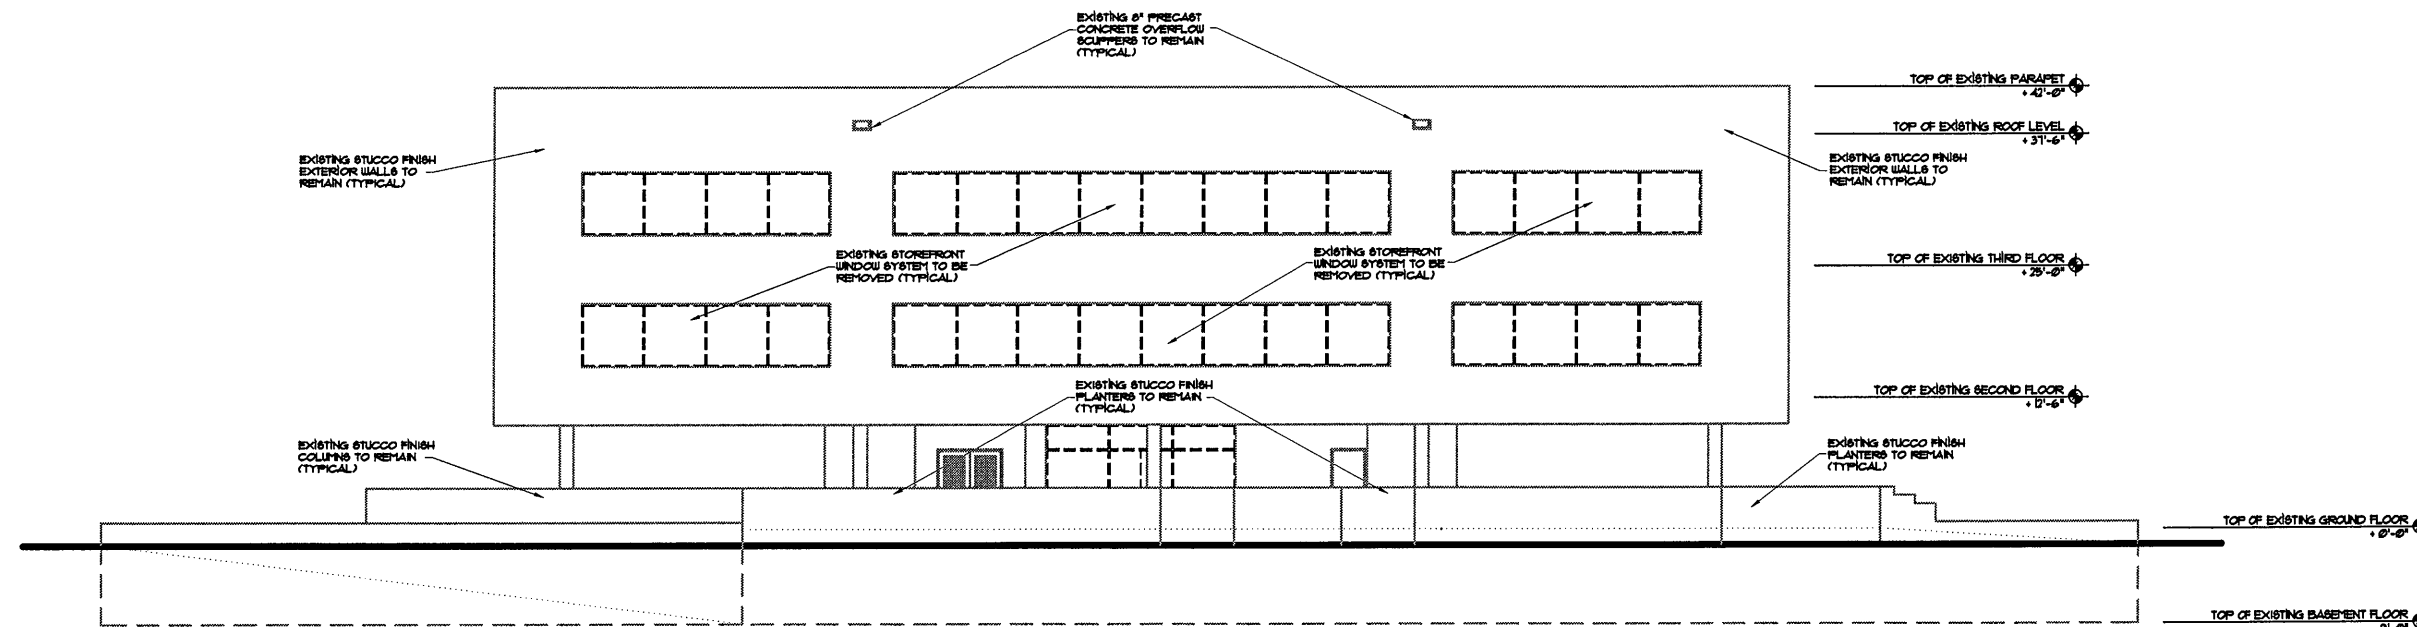 EXISTING 8" PRECAST
CONCRETE OVERFLOW
SCUPPERS TO REMAIN
(TYPICAL)
TOP OF EXISTING PARAPET
+42'-0"
TOP OF EXISTING ROOF LEVEL
+37'-6"
EXISTING STUCCO FINISH
EXTERIOR WALLS TO
REMAIN (TYPICAL)
EXISTING STUCCO FINISH
EXTERIOR WALLS TO
REMAIN (TYPICAL)
EXISTING STOREFRONT
WINDOW SYSTEM TO BE
REMOVED (TYPICAL)
EXISTING STOREFRONT
WINDOW SYSTEM TO BE
REMOVED (TYPICAL)
TOP OF EXISTING THIRD FLOOR
+25'-0"
EXISTING STUCCO FINISH
PLANTERS TO REMAIN
(TYPICAL)
TOP OF EXISTING SECOND FLOOR
+12'-6"
EXISTING STUCCO FINISH
COLUMNS TO REMAIN
(TYPICAL)
EXISTING STUCCO FINISH
PLANTERS TO REMAIN
(TYPICAL)
TOP OF EXISTING GROUND FLOOR
+0'-0"
TOP OF EXISTING BASEMENT FLOOR